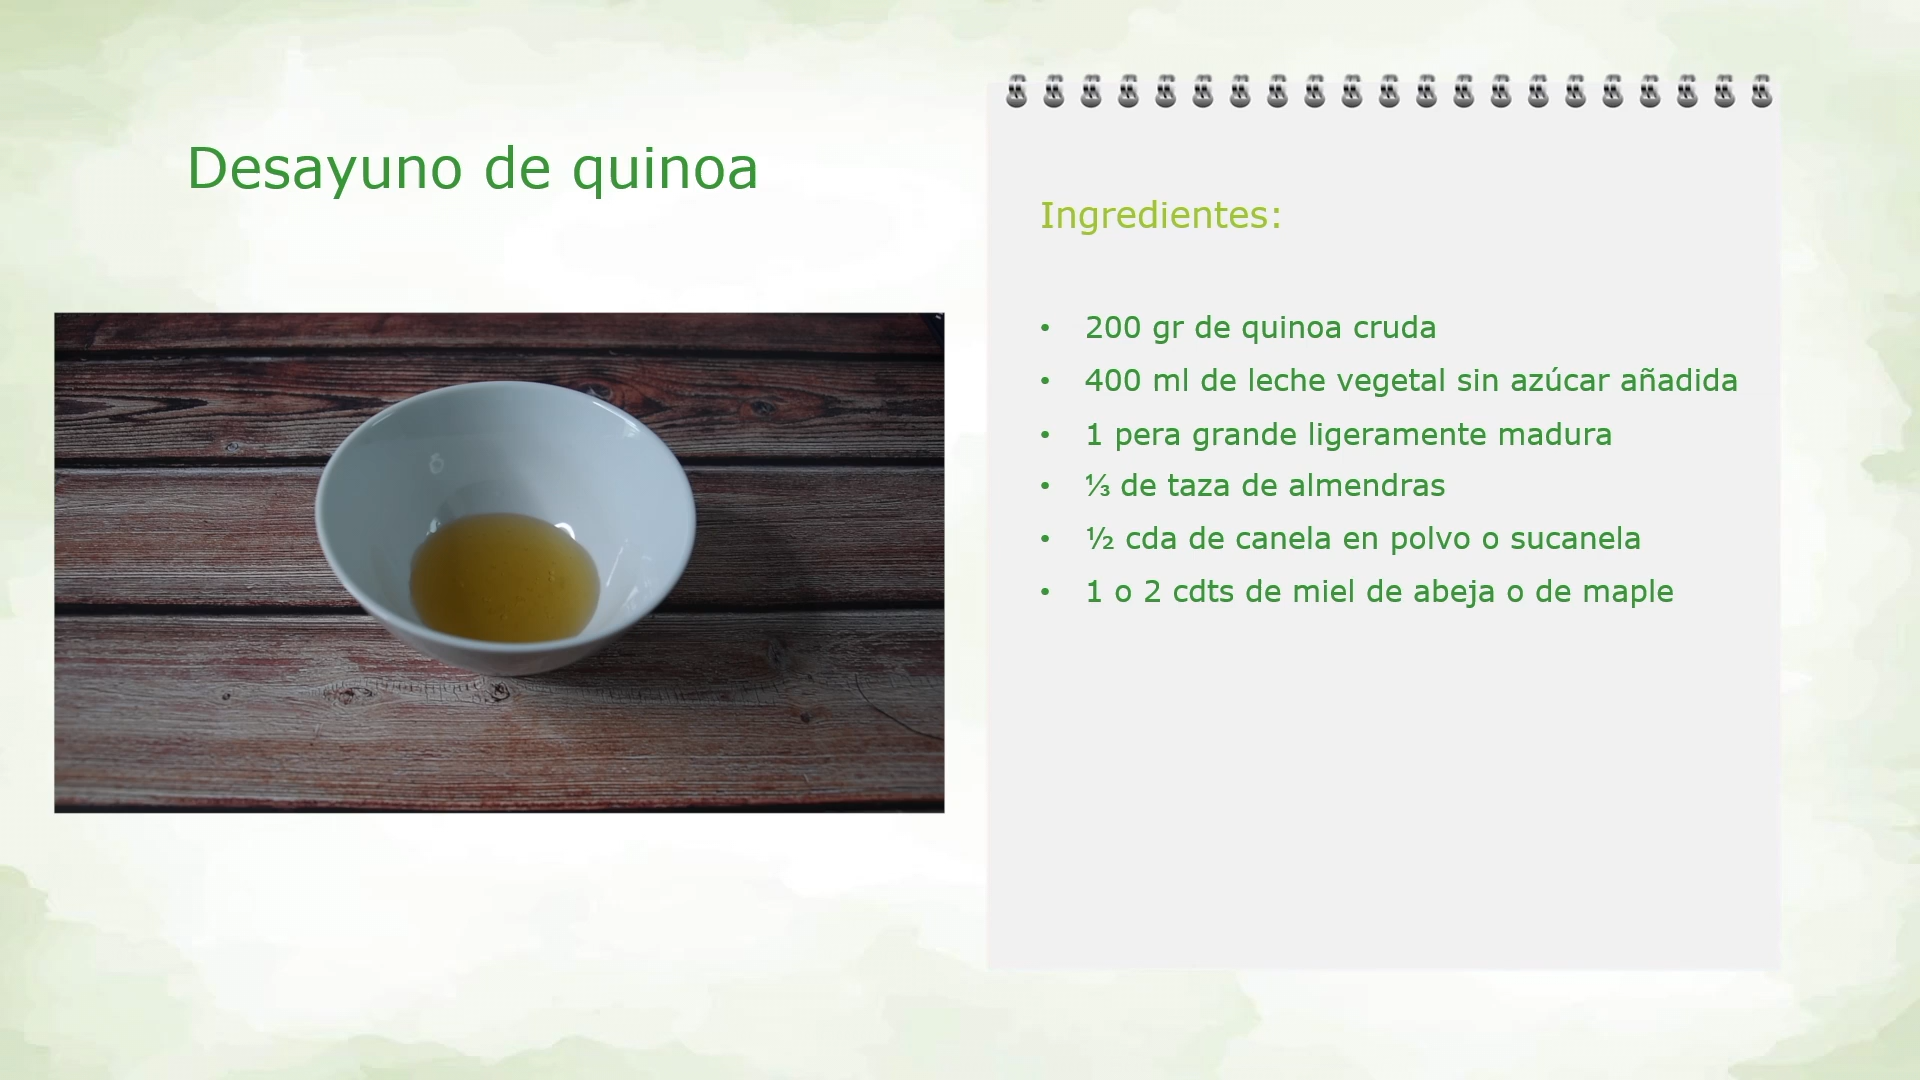 Desayuno de quinoa
Ingredientes:
• 200 gr de quinoa cruda
• 400 ml de leche vegetal sin azúcar añadida
• 1 pera grande ligeramente madura
• ⅓ de taza de almendras
• ½ cda de canela en polvo o sucanela
• 1 o 2 cdts de miel de abeja o de maple